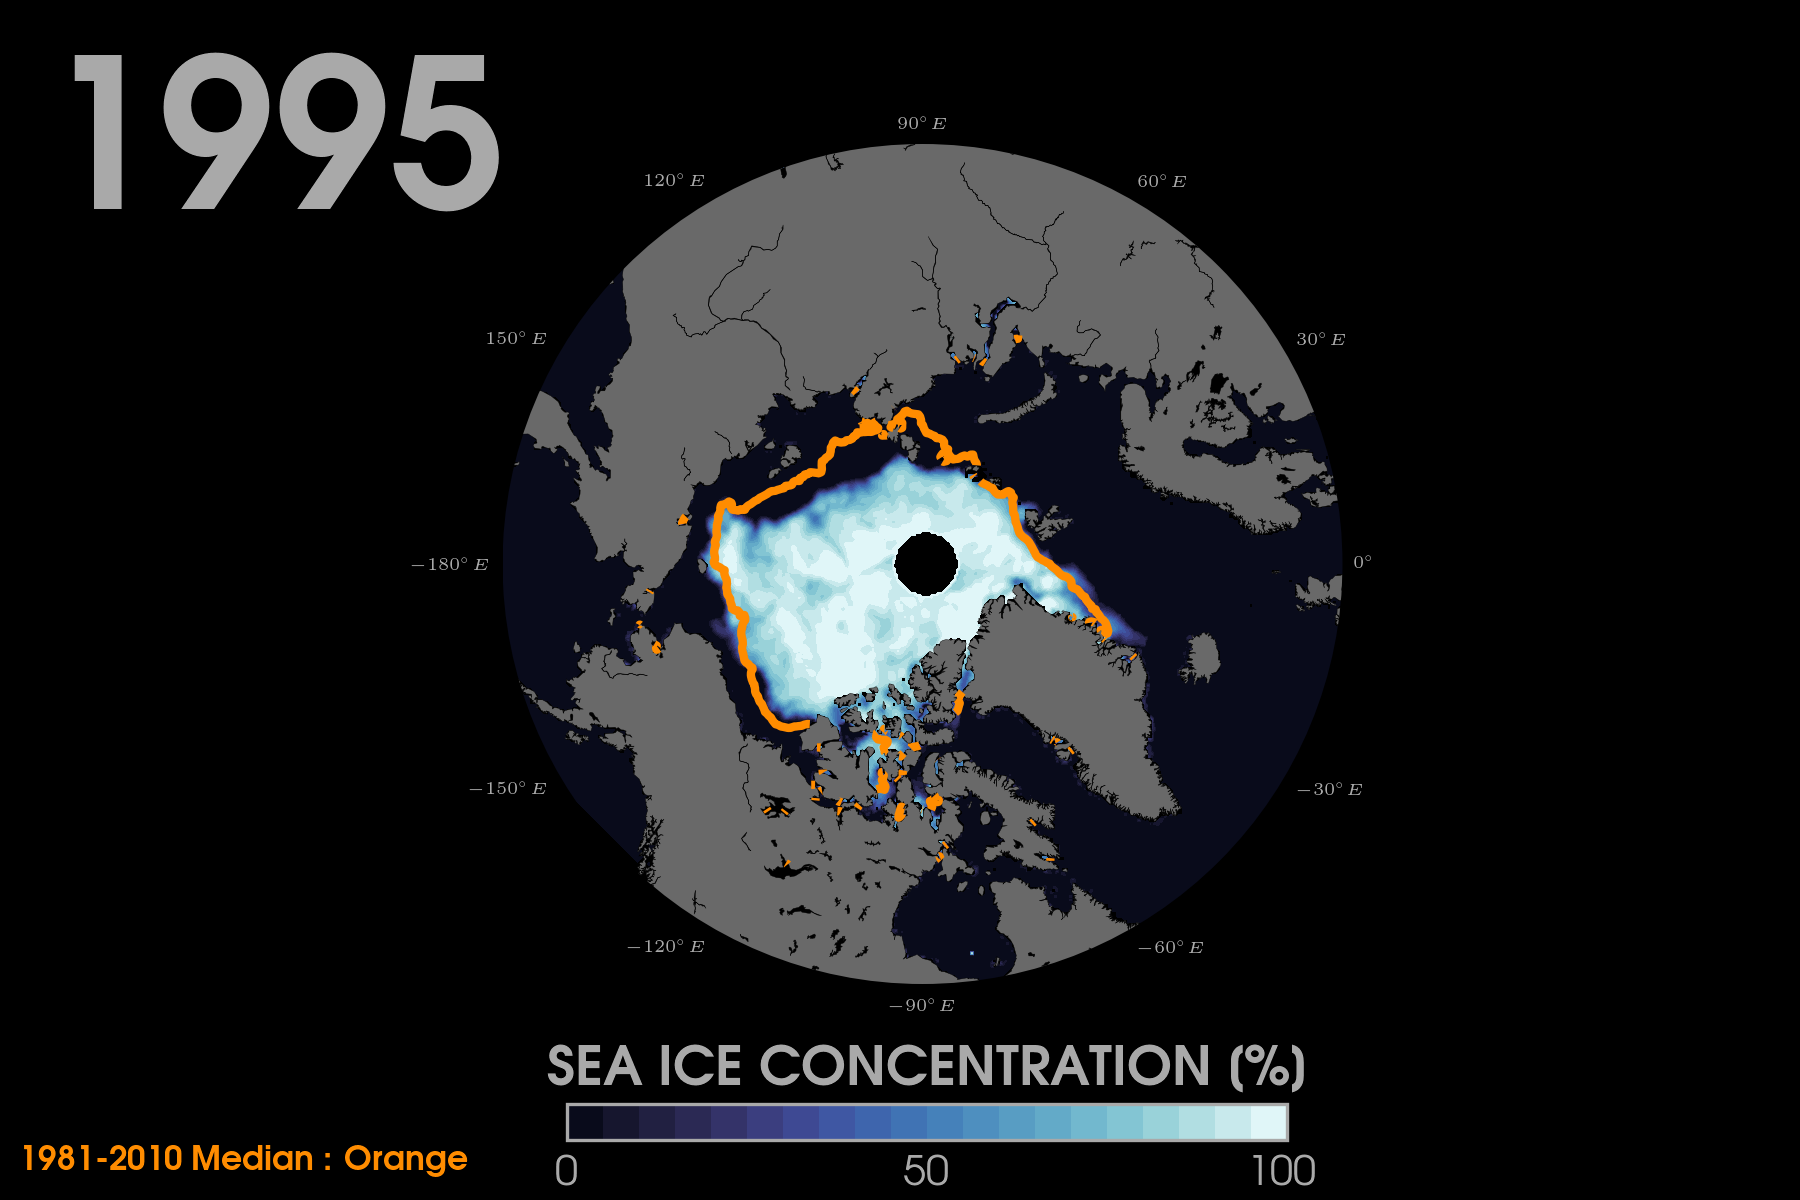 1995
90° E
120° E
60° E
150° E
30° E
−180° E
0°
−150° E
−30° E
−120° E
−60° E
−90° E
SEA ICE CONCENTRATION (%)
0 50 100
1981-2010 Median : Orange